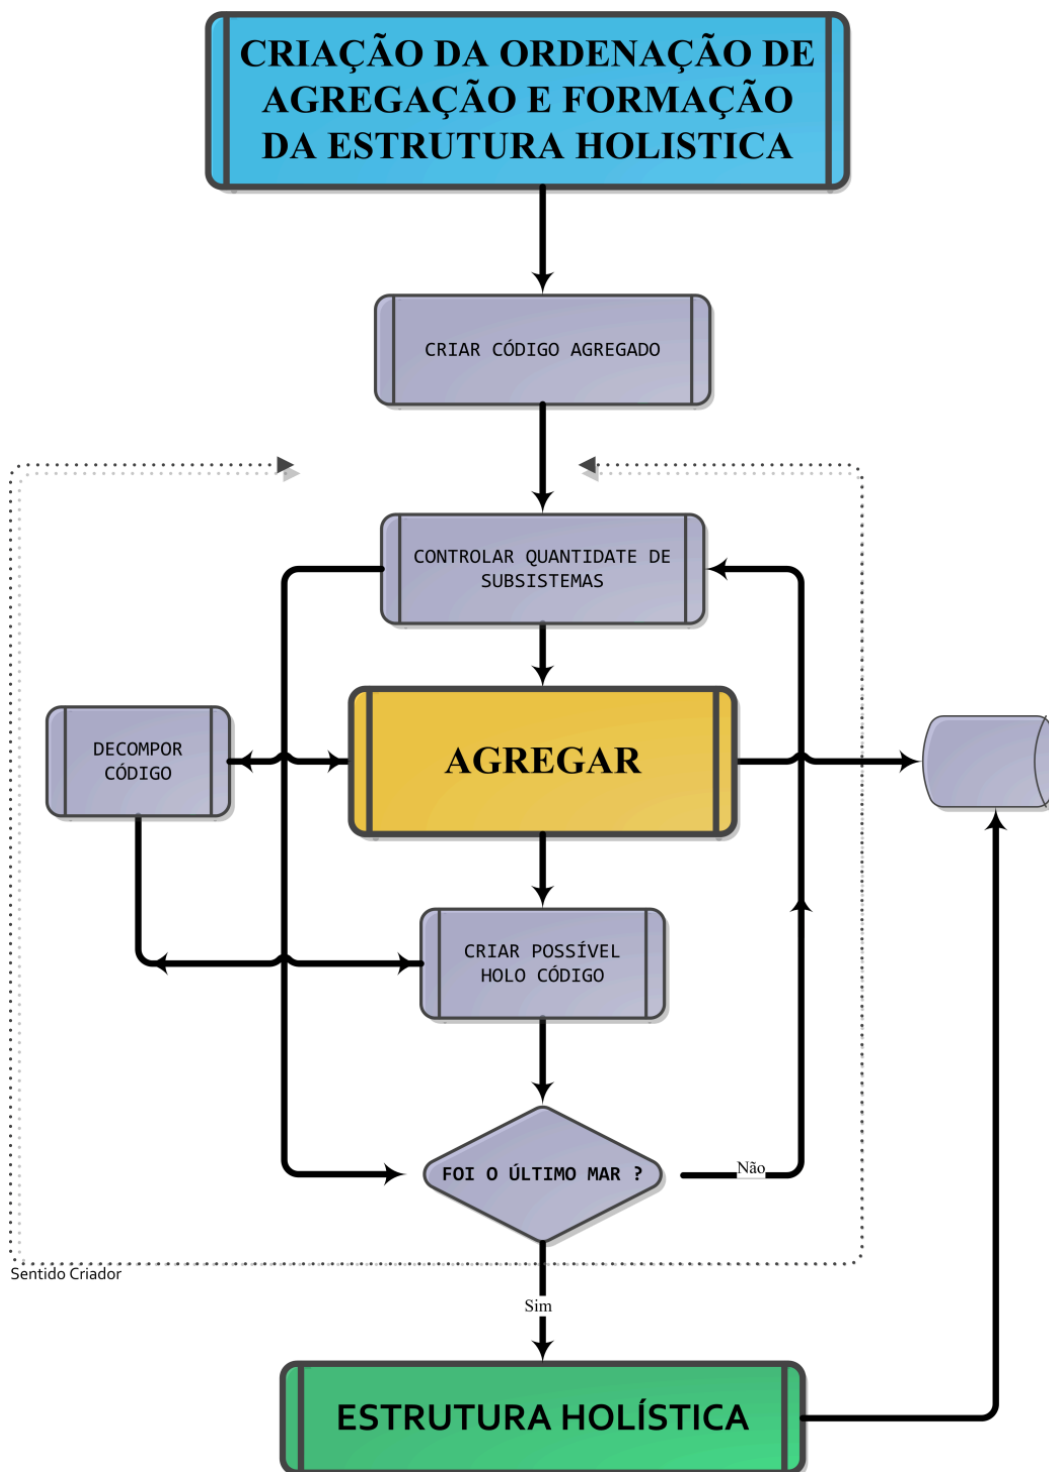 CRIAÇÃO DA ORDENAÇÃO DE
AGREGAÇÃO E FORMAÇÃO
DA ESTRUTURA HOLISTICA
CRIAR CÓDIGO AGREGADO
CONTROLAR QUANTIDATE DE
SUBSISTEMAS
DECOMPOR
CÓDIGO
AGREGAR
CRIAR POSSÍVEL
HOLO CÓDIGO
FOI O ÚLTIMO MAR ?
Não
Sentido Criador
Sim
ESTRUTURA HOLÍSTICA